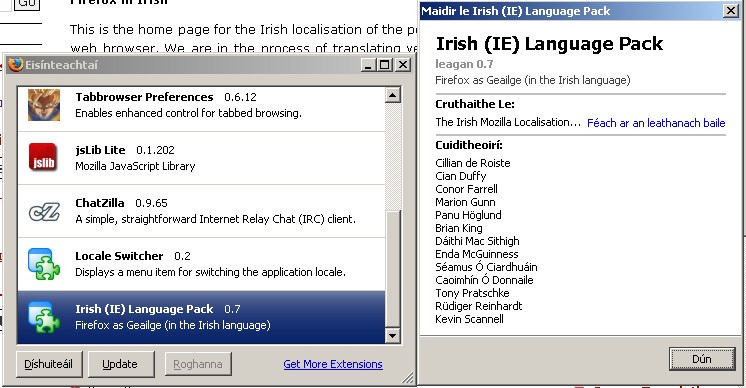 GO
Firefox in Irish
This is the home page for the Irish localisation of the
web browser. We are in the process of translating
Eisínteachtaí
Tabbrowser Preferences 0.6.12
Enables enhanced control for tabbed browsing.
jslib
jsLib Lite 0.1.202
Mozilla JavaScript Library
cZ
ChatZilla 0.9.65
A simple, straightforward Internet Relay Chat (IRC) client.
Locale Switcher 0.2
Displays a menu item for switching the application locale.
Irish (IE) Language Pack 0.7
Firefox as Geailge (in the Irish language)
Díshuiteáil
Update
Roghanna
Get More Extensions
Maidir le Irish (IE) Language Pack
Irish (IE) Language Pack
leagan 0.7
Firefox as Geailge (in the Irish language)
Cruthaithe Le:
The Irish Mozilla Localisation... Féach ar an leathanach baile
Cuiditheoirí:
Cillian de Roiste
Cian Duffy
Conor Farrell
Marion Gunn
Panu Höglund
Brian King
Dáithi Mac Sithigh
Enda McGuinness
Séamus Ó Ciardhuáin
Caoimhín Ó Donnaile
Tony Pratschke
Rüdiger Reinhardt
Kevin Scannell
Dún